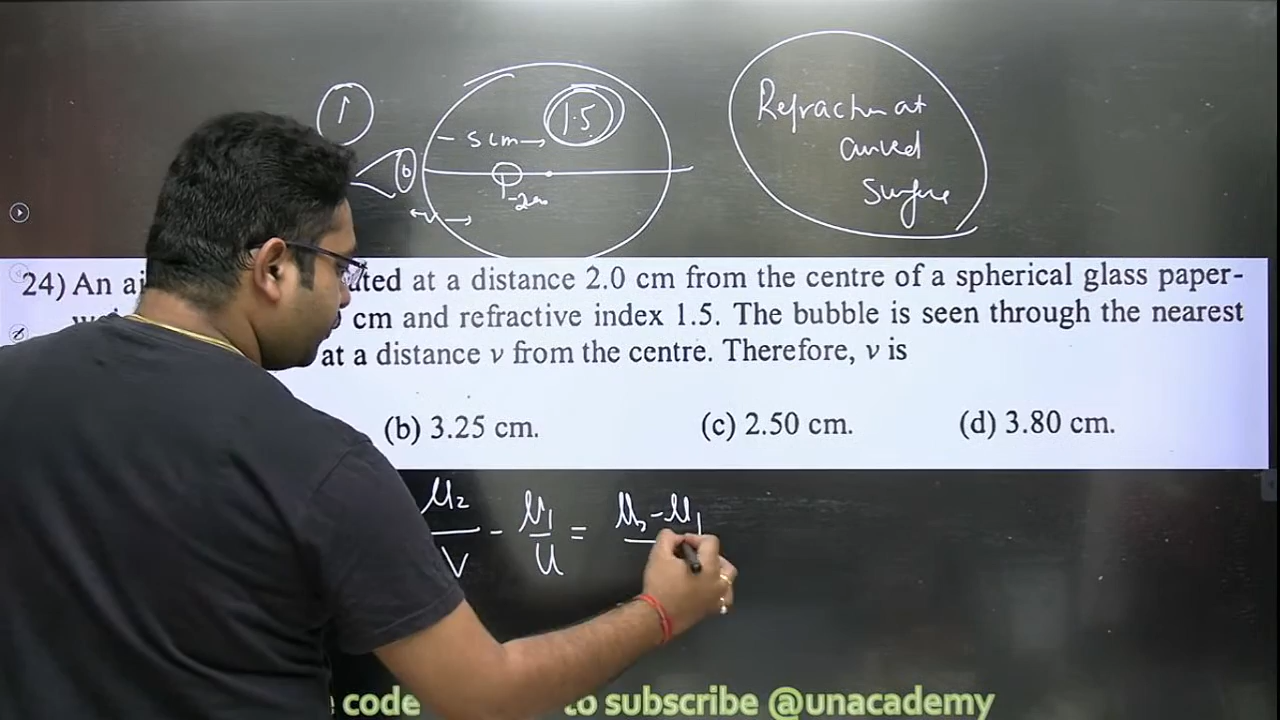 1
1.5
5 cm
2cm
v
Refraction at
curved
surface
24) An ai ated at a distance 2.0 cm from the centre of a spherical glass paper-
cm and refractive index 1.5. The bubble is seen through the nearest
at a distance v from the centre. Therefore, v is
(b) 3.25 cm. (c) 2.50 cm. (d) 3.80 cm.
μ2/V - μ1/u = μ2-μ1
code to subscribe @unacademy